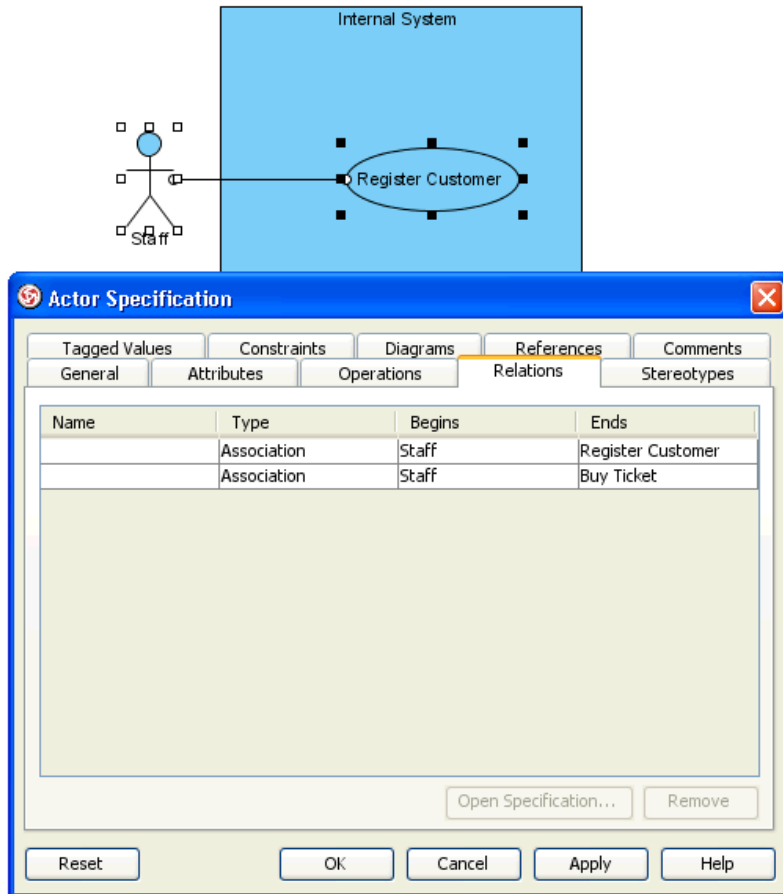 Internal System
Register Customer
Staff
Actor Specification
Tagged Values Constraints Diagrams References Comments
General Attributes Operations Relations Stereotypes
Name Type Begins Ends
Association Staff Register Customer
Association Staff Buy Ticket
Open Specification... Remove
Reset OK Cancel Apply Help